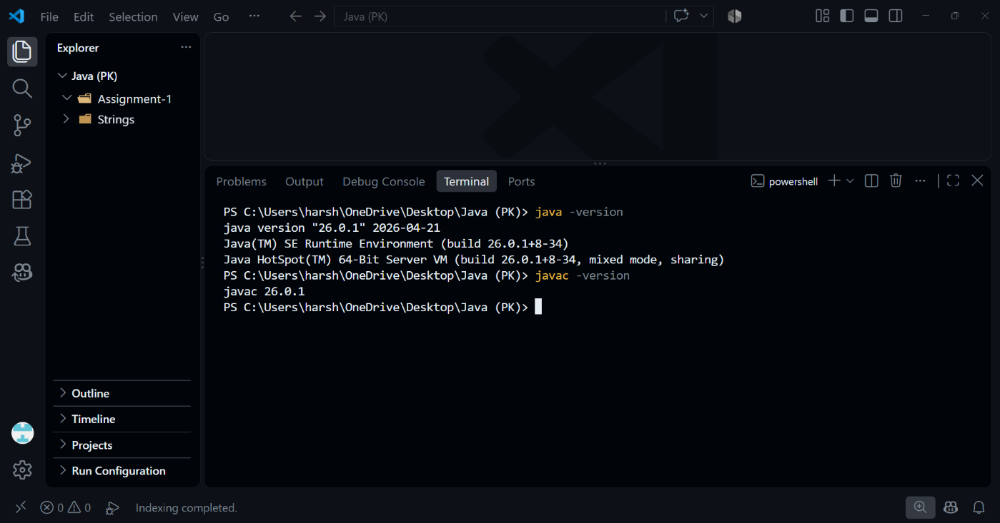 File Edit Selection View Go ··· Java (PK)
Explorer ···
Java (PK)
Assignment-1
Strings
Outline
Timeline
Projects
Run Configuration
Problems Output Debug Console Terminal Ports powershell ···
PS C:\Users\harsh\OneDrive\Desktop\Java (PK)> java -version
java version "26.0.1" 2026-04-21
Java(TM) SE Runtime Environment (build 26.0.1+8-34)
Java HotSpot(TM) 64-Bit Server VM (build 26.0.1+8-34, mixed mode, sharing)
PS C:\Users\harsh\OneDrive\Desktop\Java (PK)> javac -version
javac 26.0.1
PS C:\Users\harsh\OneDrive\Desktop\Java (PK)>
0 0 Indexing completed.